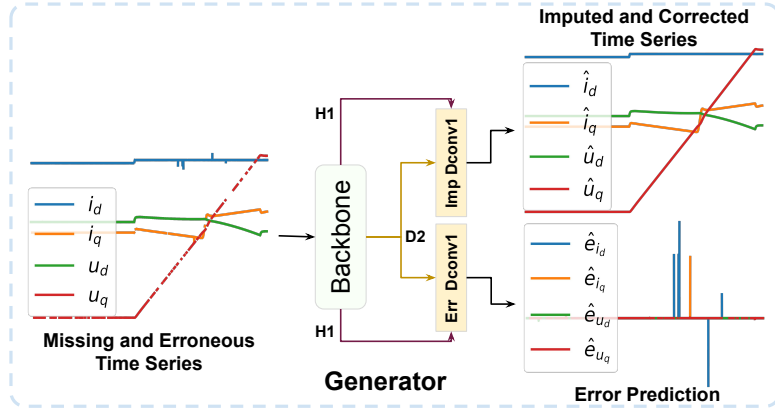 Imputed and Corrected
Time Series
î_d
î_q
û_d
û_q
H1
Imp Dconv1
Backbone
D2
Err Dconv1
H1
i_d
i_q
u_d
u_q
Missing and Erroneous
Time Series
Generator
ê_{i_d}
ê_{i_q}
ê_{u_d}
ê_{u_q}
Error Prediction